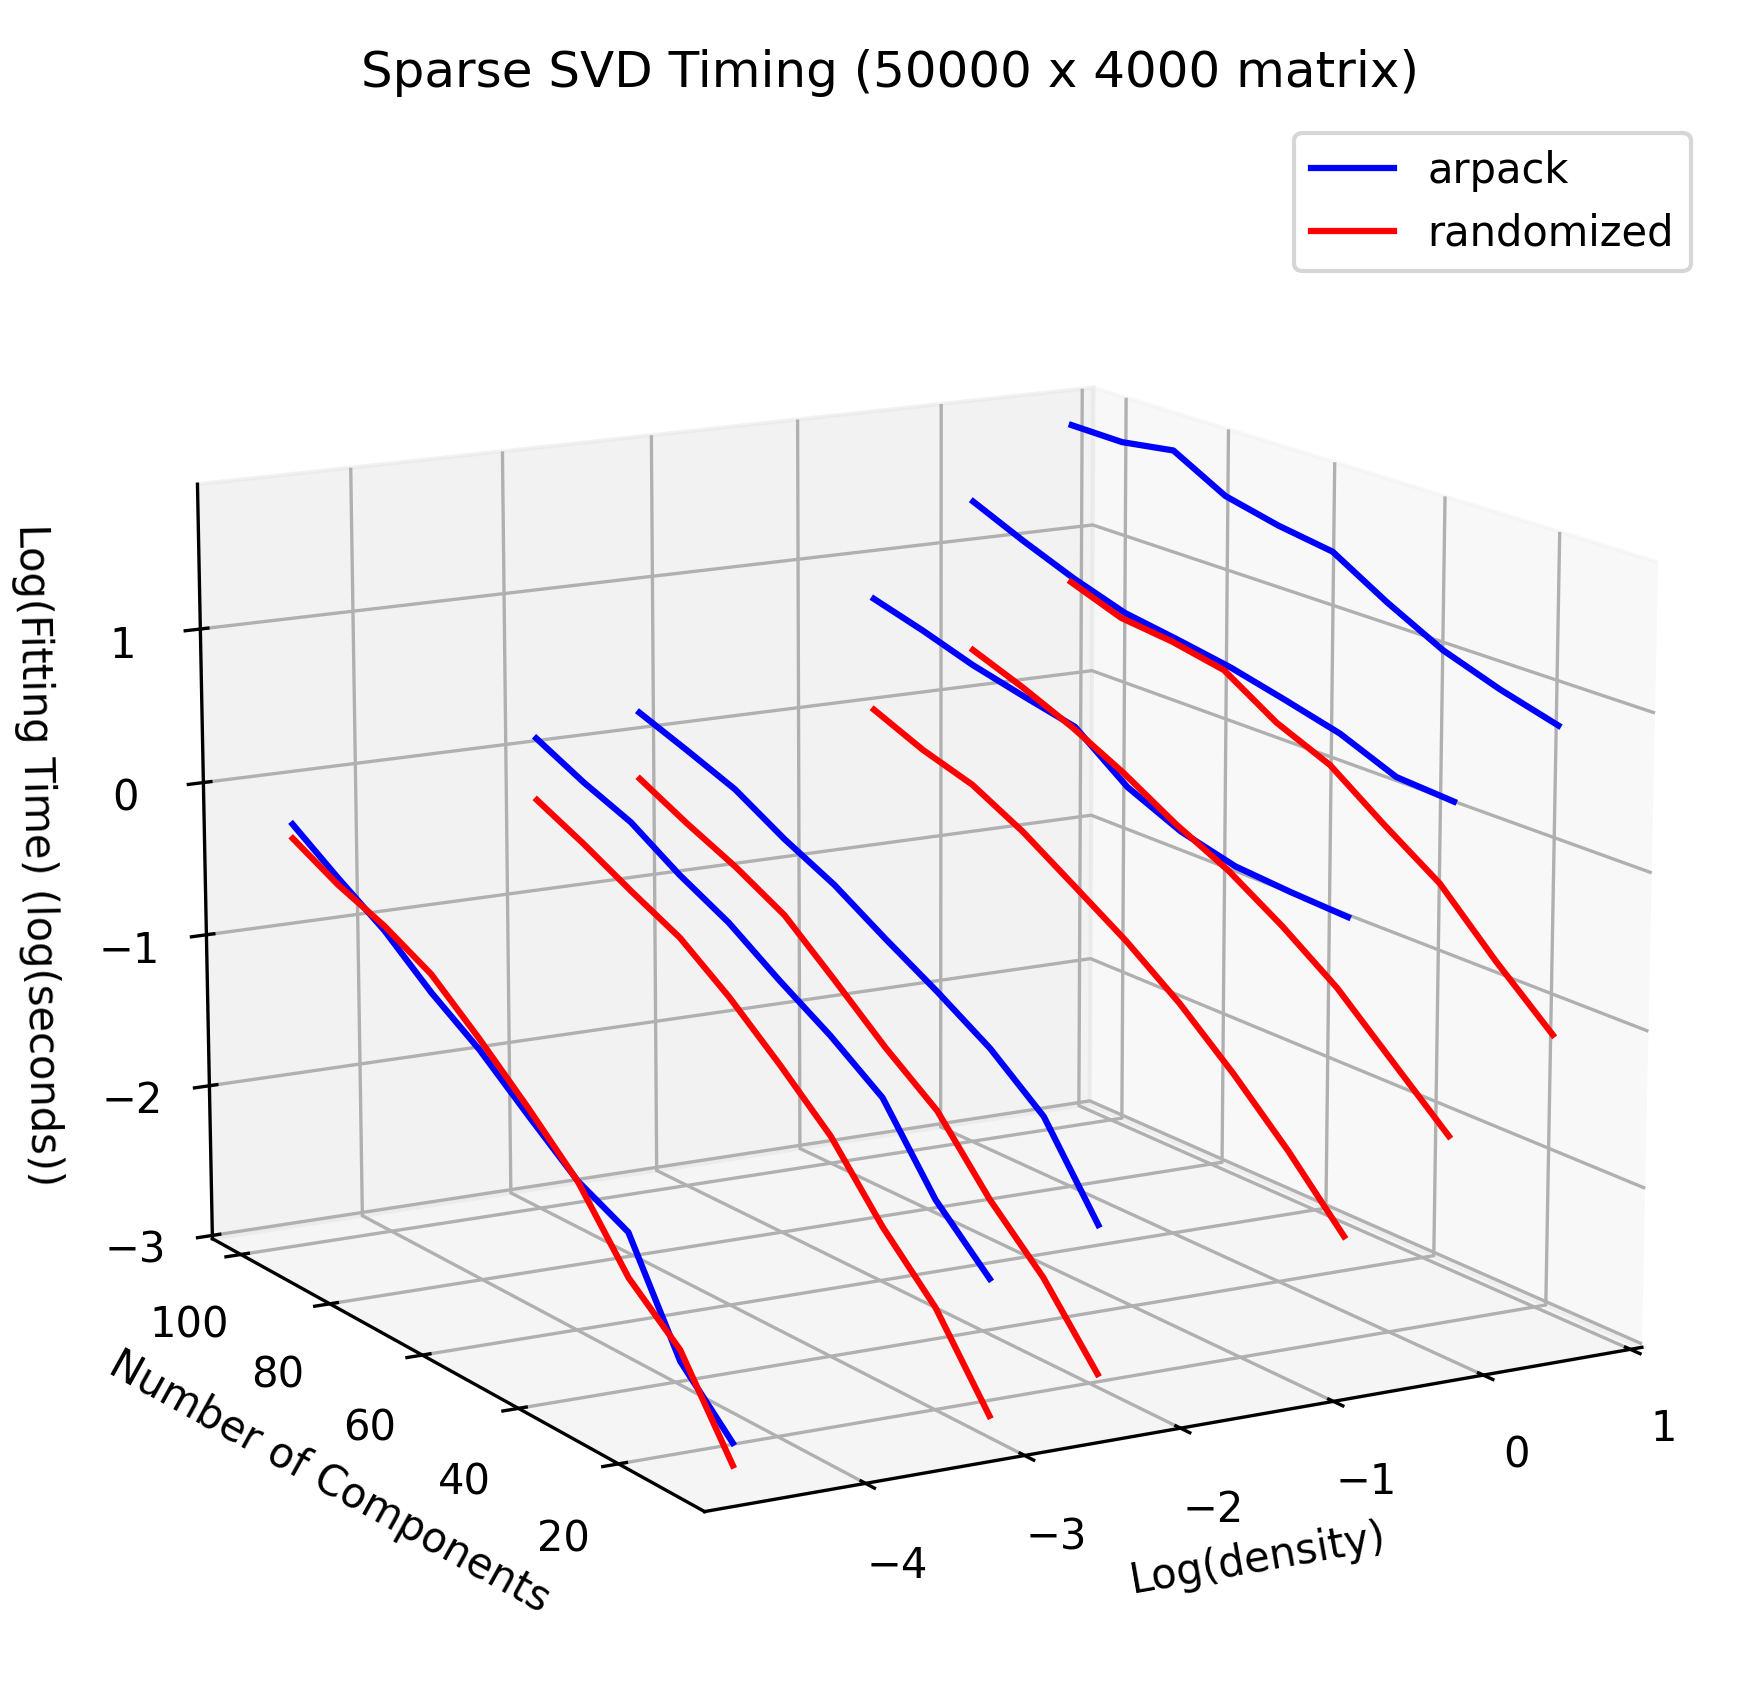 Sparse SVD Timing (50000 x 4000 matrix)
arpack
randomized
Log(Fitting Time) (log(seconds))
1
0
−1
−2
−3
100
80
60
40
20
Number of Components
−4
−3
−2
−1
0
1
Log(density)